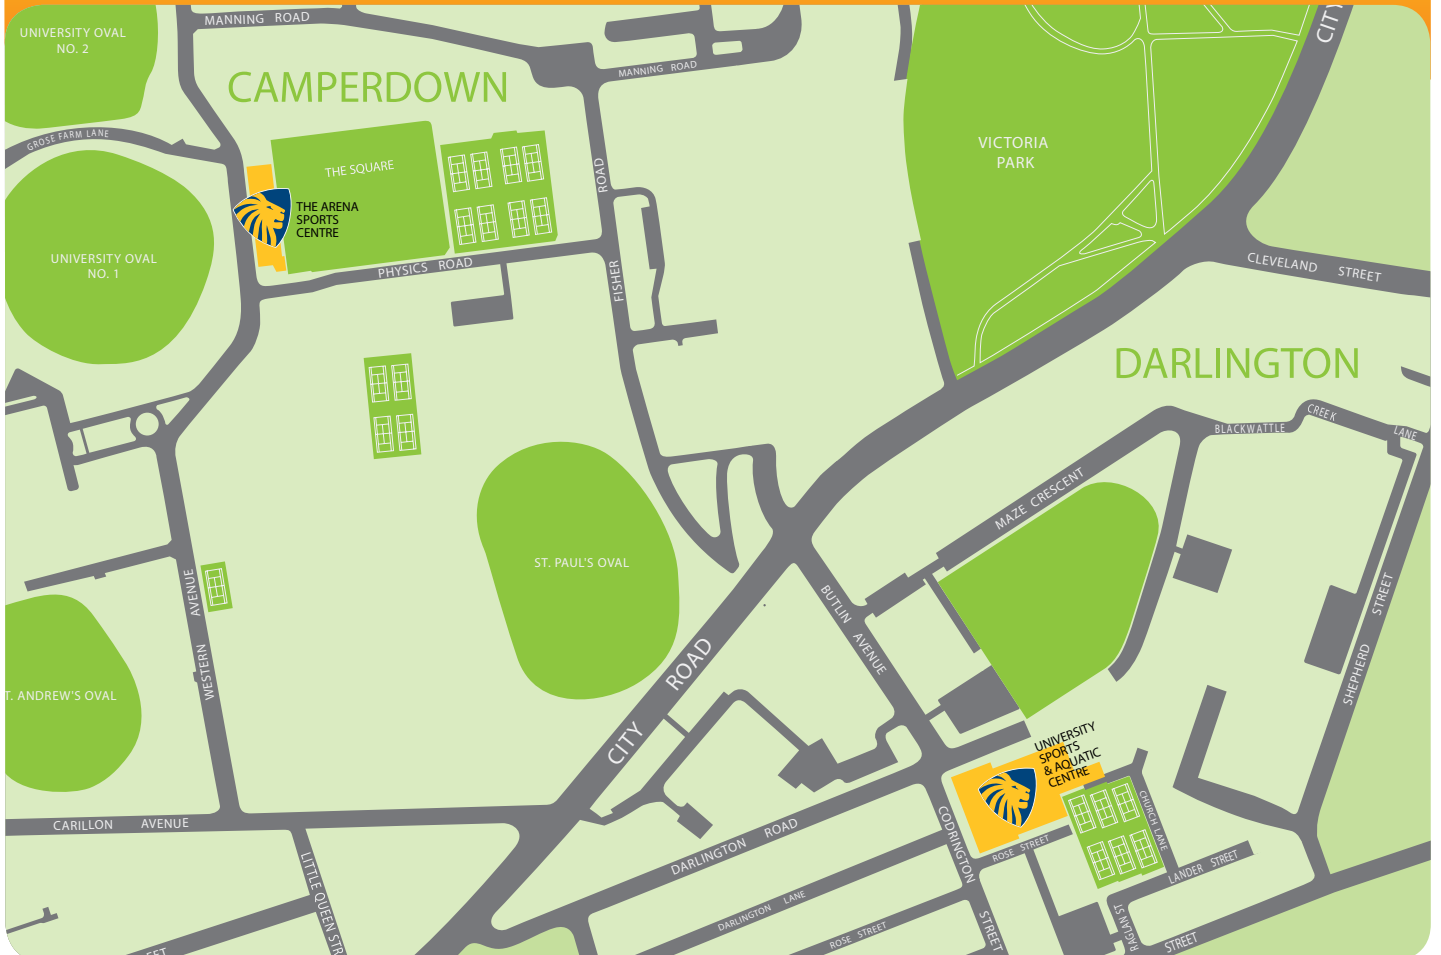 MANNING ROAD
CITY
UNIVERSITY OVAL
NO. 2
MANNING ROAD
CAMPERDOWN
GROSE FARM LANE
VICTORIA
PARK
THE SQUARE
ROAD
THE ARENA
SPORTS
CENTRE
UNIVERSITY OVAL
NO. 1
PHYSICS ROAD
FISHER
CLEVELAND STREET
DARLINGTON
CREEK
BLACKWATTLE
LANE
MAZE CRESCENT
ST. PAUL'S OVAL
AVENUE
WESTERN
BUTLIN AVENUE
STREET
SHEPHERD
T. ANDREW'S OVAL
ROAD
CITY
UNIVERSITY
SPORTS
& AQUATIC
CENTRE
CARILLON AVENUE
DARLINGTON ROAD
CODRINGTON
STREET
CHURCH LANE
ROSE STREET
LANDER STREET
LITTLE QUEEN STR
DARLINGTON LANE
ROSE STREET
RAGLAN ST
STREET
EET